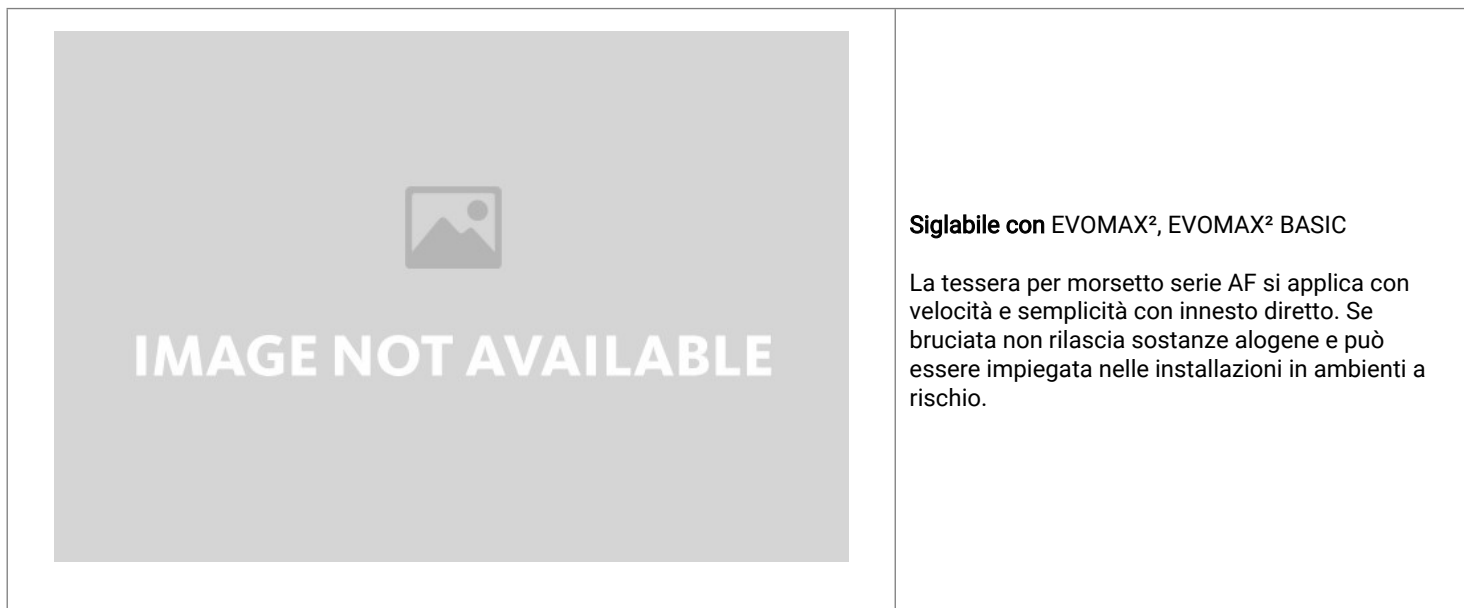 IMAGE NOT AVAILABLE
Siglabile con EVOMAX², EVOMAX² BASIC
La tessera per morsetto serie AF si applica con
velocità e semplicità con innesto diretto. Se
bruciata non rilascia sostanze alogene e può
essere impiegata nelle installazioni in ambienti a
rischio.